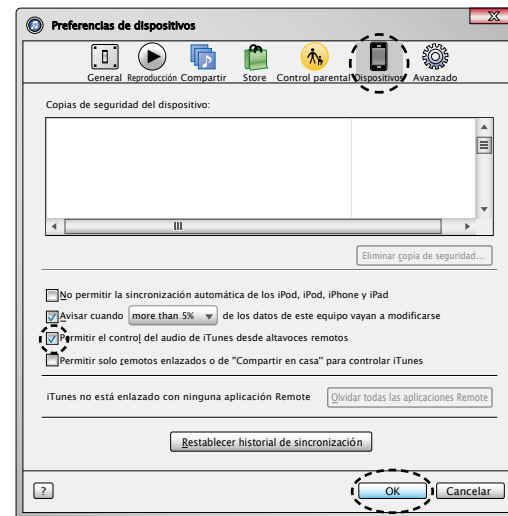 Preferencias de dispositivos
General Reproducción Compartir Store Control parental Dispositivos Avanzado
Copias de seguridad del dispositivo:
Eliminar copia de seguridad...
No permitir la sincronización automática de los iPod, iPod, iPhone y iPad
Avisar cuando more than 5% de los datos de este equipo vayan a modificarse
Permitir el control del audio de iTunes desde altavoces remotos
Permitir solo remotos enlazados o de "Compartir en casa" para controlar iTunes
iTunes no está enlazado con ninguna aplicación Remote Olvidar todas las aplicaciones Remote
Restablecer historial de sincronización
? OK Cancelar